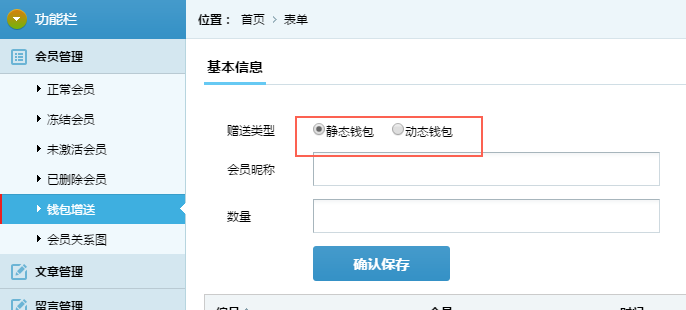 功能栏
位置： 首页 > 表单
会员管理
正常会员
冻结会员
未激活会员
已删除会员
钱包增送
会员关系图
文章管理
留言管理
基本信息
赠送类型 静态钱包 动态钱包
会员昵称
数量
确认保存